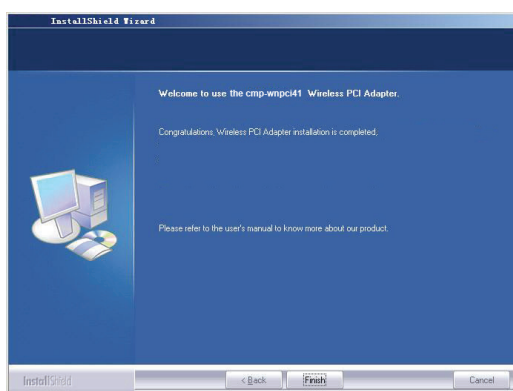 InstallShield Wizard
Welcome to use the cmp-wnpci41 Wireless PCI Adapter.
Congratulations, Wireless PCI Adapter installation is completed,
Please refer to the user's manual to know more about our product.
InstallShield
< Back
Finish
Cancel